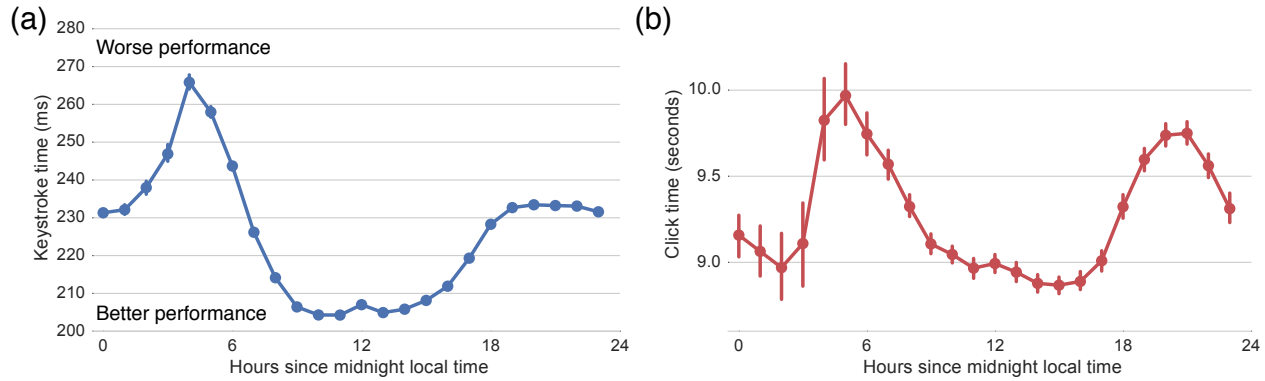 (a)
280
270
260
250
240
230
220
210
200
Keystroke time (ms)
Worse performance
Better performance
0 6 12 18 24
Hours since midnight local time
(b)
10.0
9.5
9.0
Click time (seconds)
0 6 12 18 24
Hours since midnight local time